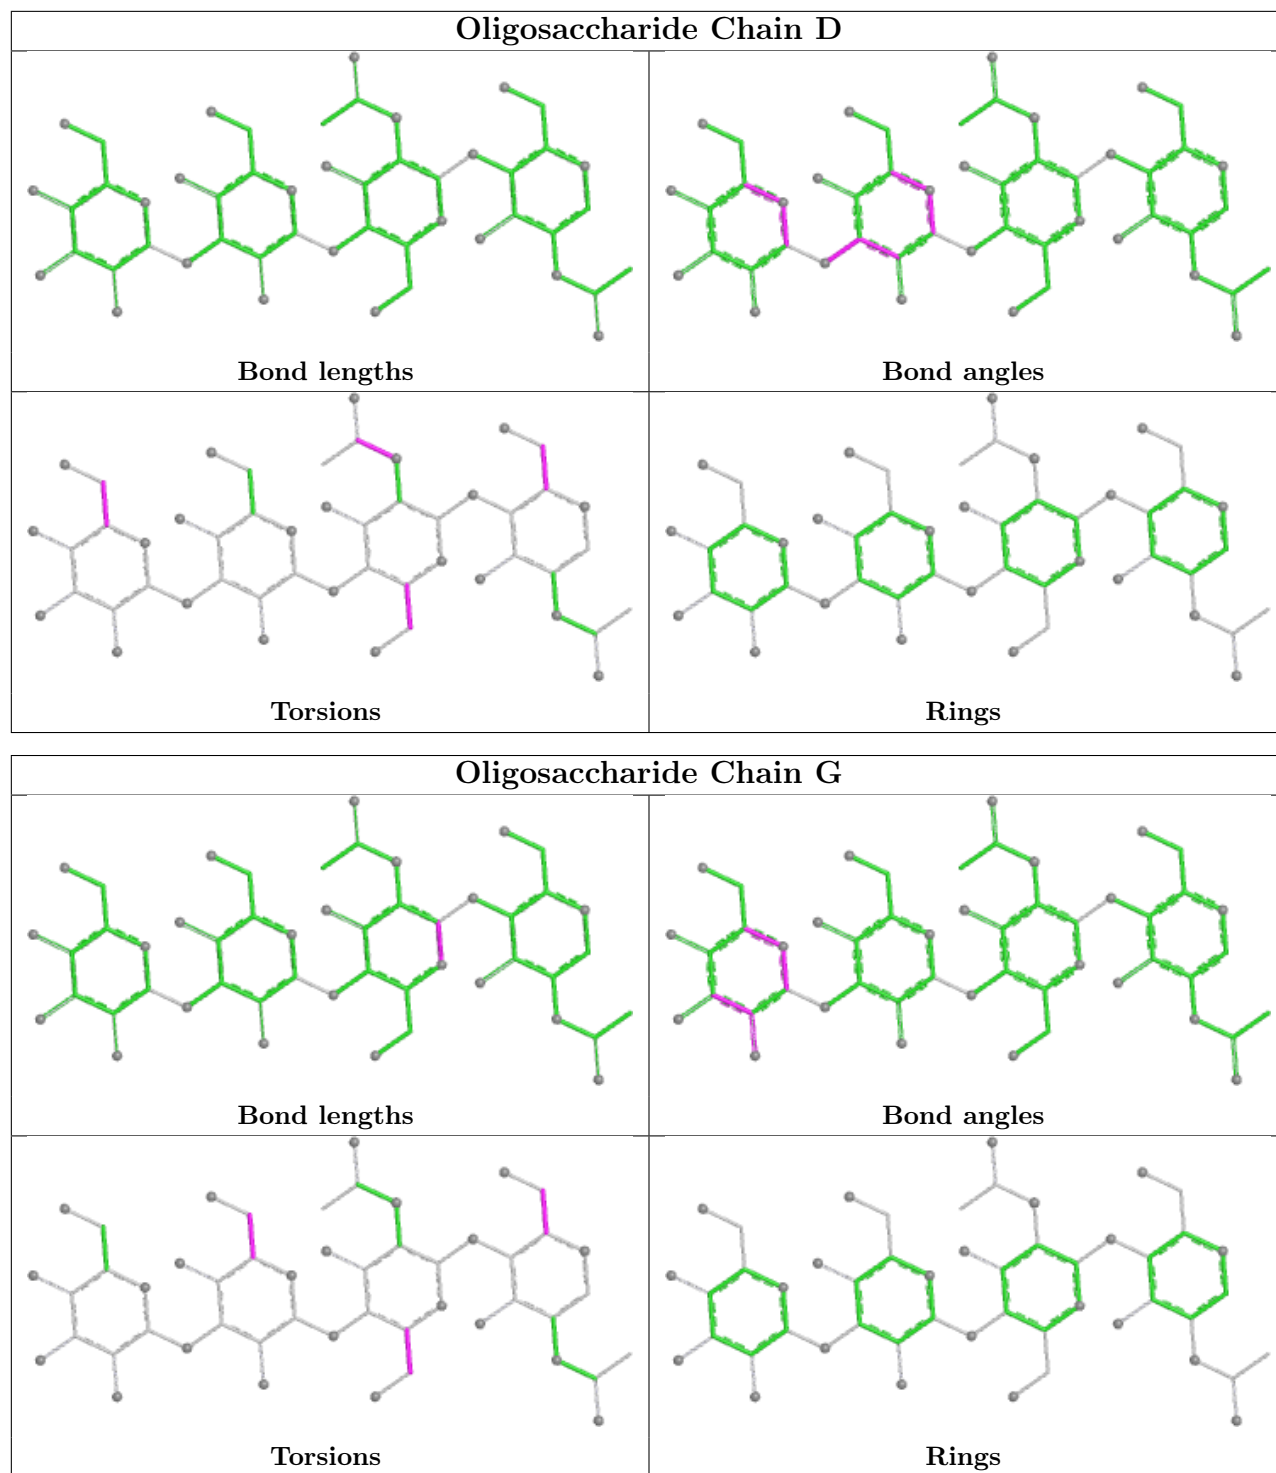 Oligosaccharide Chain D
Bond lengths
Bond angles
Torsions
Rings
Oligosaccharide Chain G
Bond lengths
Bond angles
Torsions
Rings